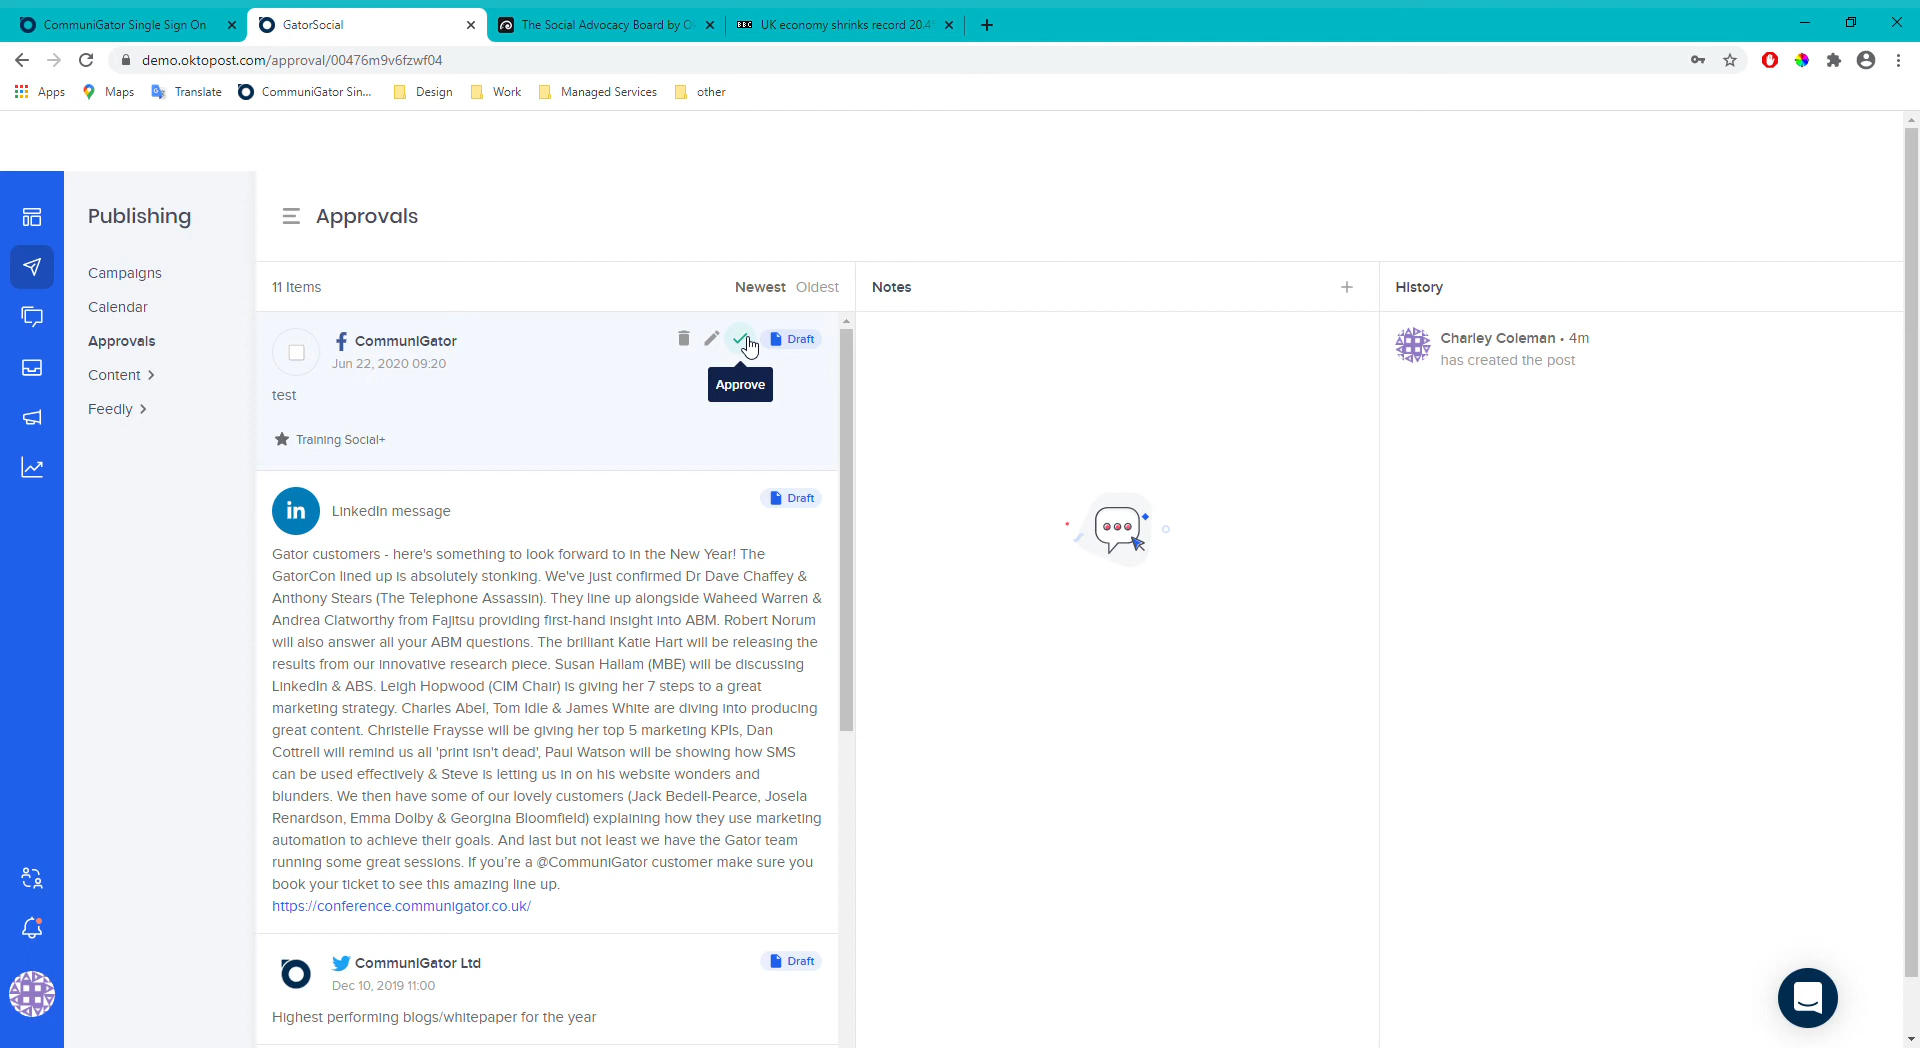 CommuniGator Single Sign On
GatorSocial
The Social Advocacy Board by O
BBC UK economy shrinks record 20.4
demo.oktopost.com/approval/00476m9v6fzwf04
Apps Maps Translate CommuniGator Sin... Design Work Managed Services other
Publishing
Approvals
Campaigns
Calendar
Approvals
Content
Feedly
11 Items
Newest Oldest
Notes
History
CommuniGator
Draft
Jun 22, 2020 09:20
Approve
test
Training Social+
Charley Coleman • 4m
has created the post
in
LinkedIn message
Draft
Gator customers - here's something to look forward to in the New Year! The
GatorCon lined up is absolutely stonking. We've just confirmed Dr Dave Chaffey &
Anthony Stears (The Telephone Assassin). They line up alongside Waheed Warren &
Andrea Clatworthy from Fajitsu providing first-hand insight into ABM. Robert Norum
will also answer all your ABM questions. The brilliant Katie Hart will be releasing the
results from our innovative research piece. Susan Hallam (MBE) will be discussing
LinkedIn & ABS. Leigh Hopwood (CIM Chair) is giving her 7 steps to a great
marketing strategy. Charles Abel, Tom Idle & James White are diving into producing
great content. Christelle Fraysse will be giving her top 5 marketing KPIs, Dan
Cottrell will remind us all 'print isn't dead', Paul Watson will be showing how SMS
can be used effectively & Steve is letting us in on his website wonders and
blunders. We then have some of our lovely customers (Jack Bedell-Pearce, Josela
Renardson, Emma Dolby & Georgina Bloomfield) explaining how they use marketing
automation to achieve their goals. And last but not least we have the Gator team
running some great sessions. If you're a @CommuniGator customer make sure you
book your ticket to see this amazing line up.
https://conference.communigator.co.uk/
CommuniGator Ltd
Draft
Dec 10, 2019 11:00
Highest performing blogs/whitepaper for the year